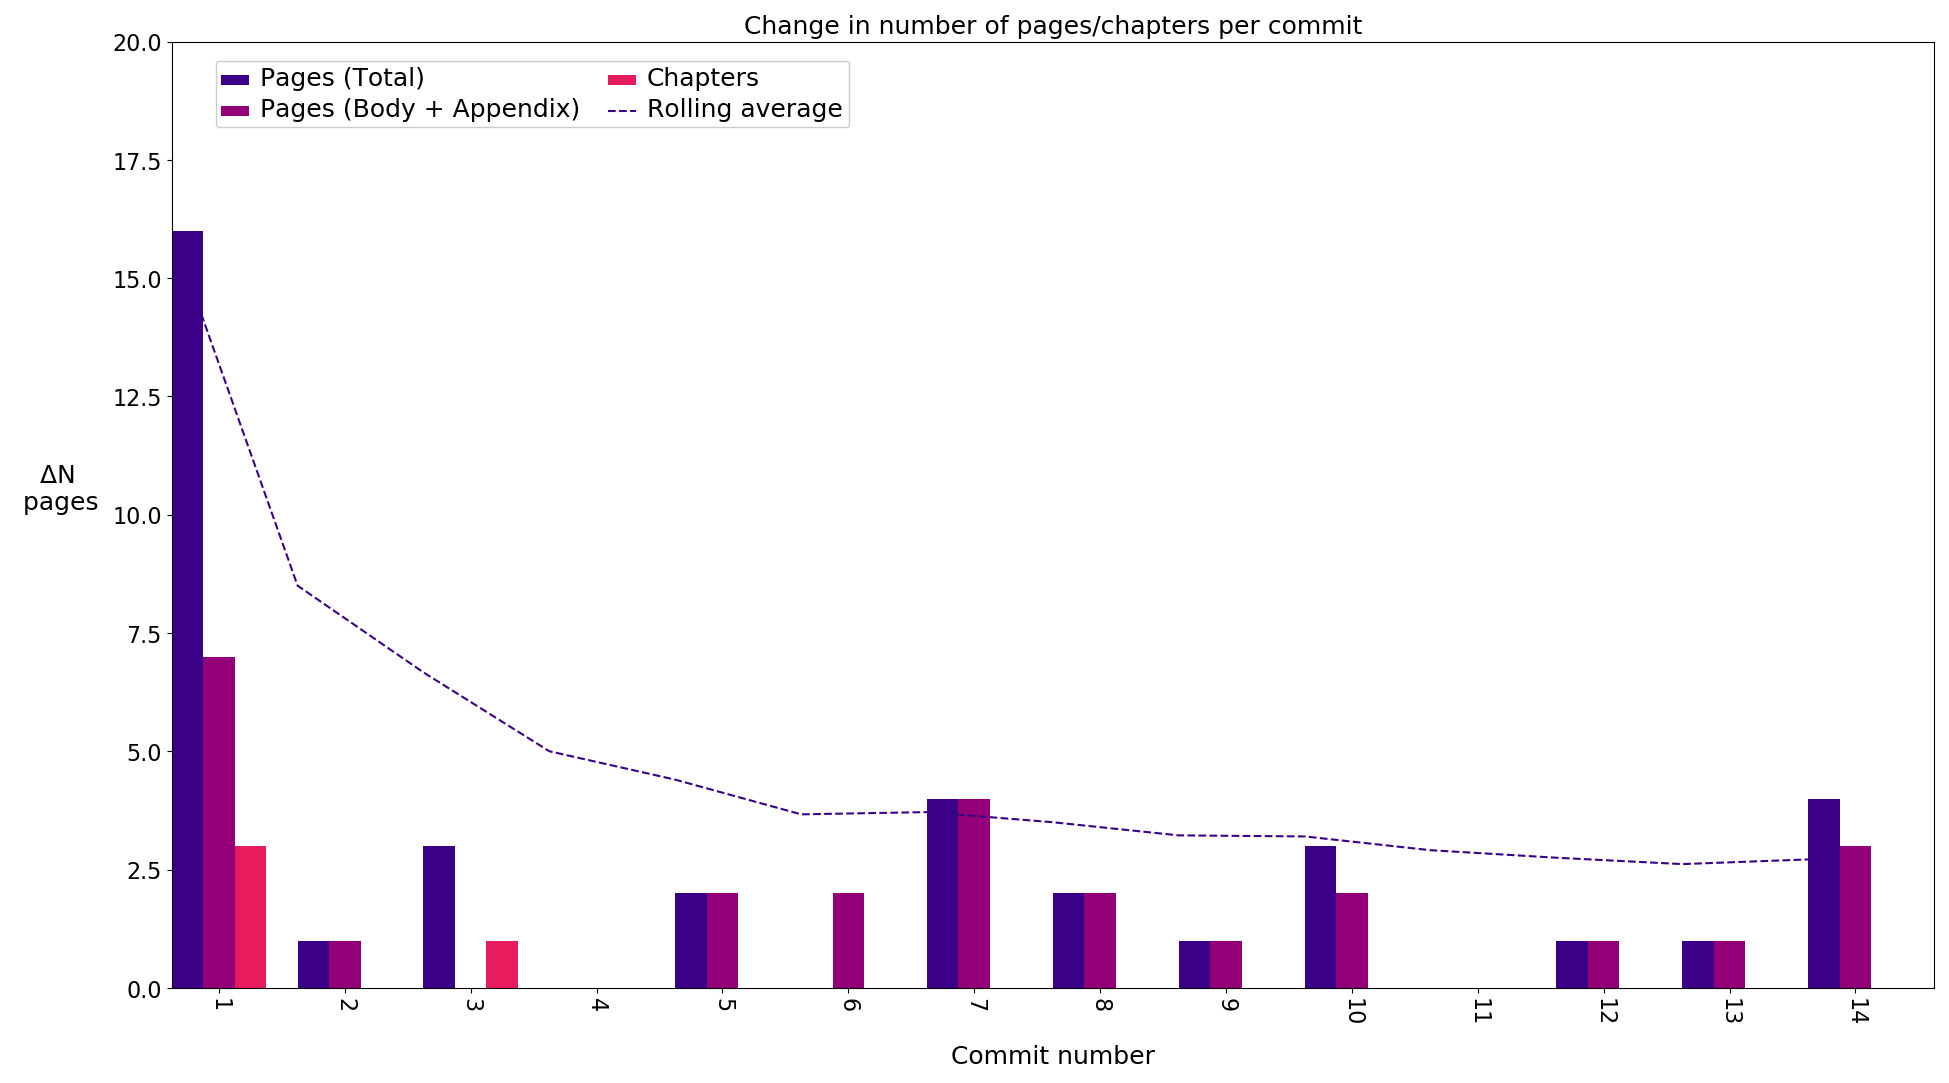 Change in number of pages/chapters per commit
Pages (Total)
Pages (Body + Appendix)
Chapters
Rolling average
20.0
17.5
15.0
12.5
10.0
7.5
5.0
2.5
0.0
ΔN
pages
1
2
3
4
5
6
7
8
9
10
11
12
13
14
Commit number